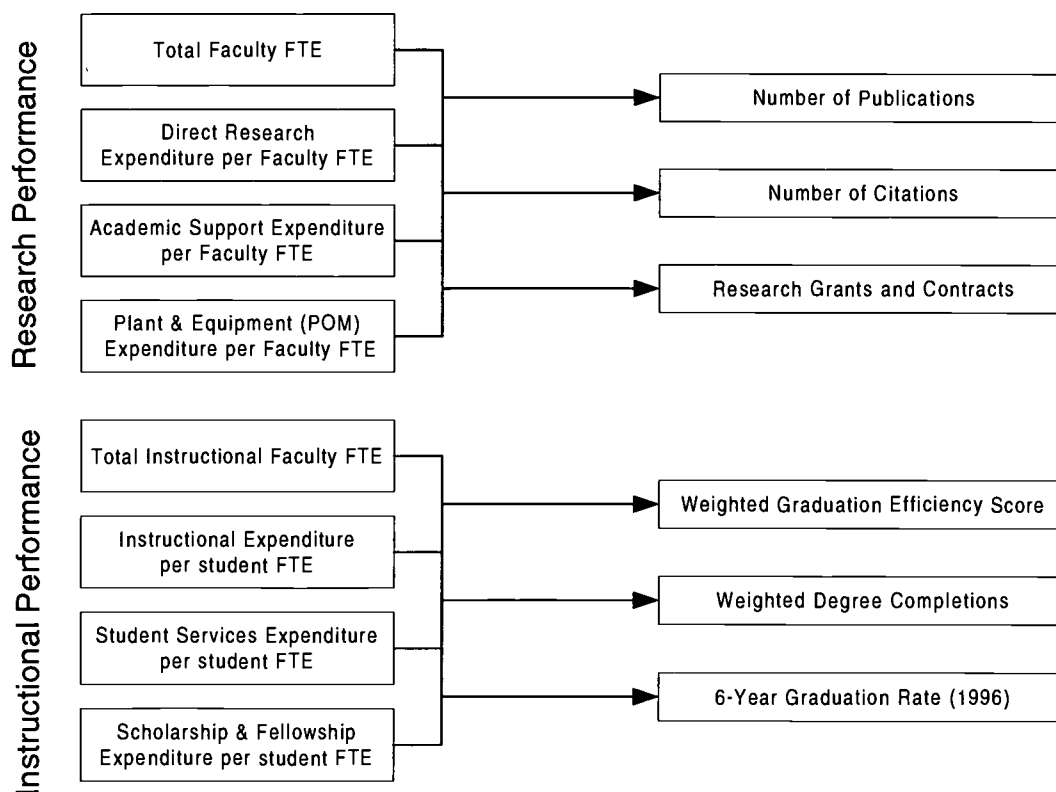 Research Performance
Total Faculty FTE
Direct Research
Expenditure per Faculty FTE
Academic Support Expenditure
per Faculty FTE
Plant & Equipment (POM)
Expenditure per Faculty FTE
Number of Publications
Number of Citations
Research Grants and Contracts
Instructional Performance
Total Instructional Faculty FTE
Instructional Expenditure
per student FTE
Student Services Expenditure
per student FTE
Scholarship & Fellowship
Expenditure per student FTE
Weighted Graduation Efficiency Score
Weighted Degree Completions
6-Year Graduation Rate (1996)